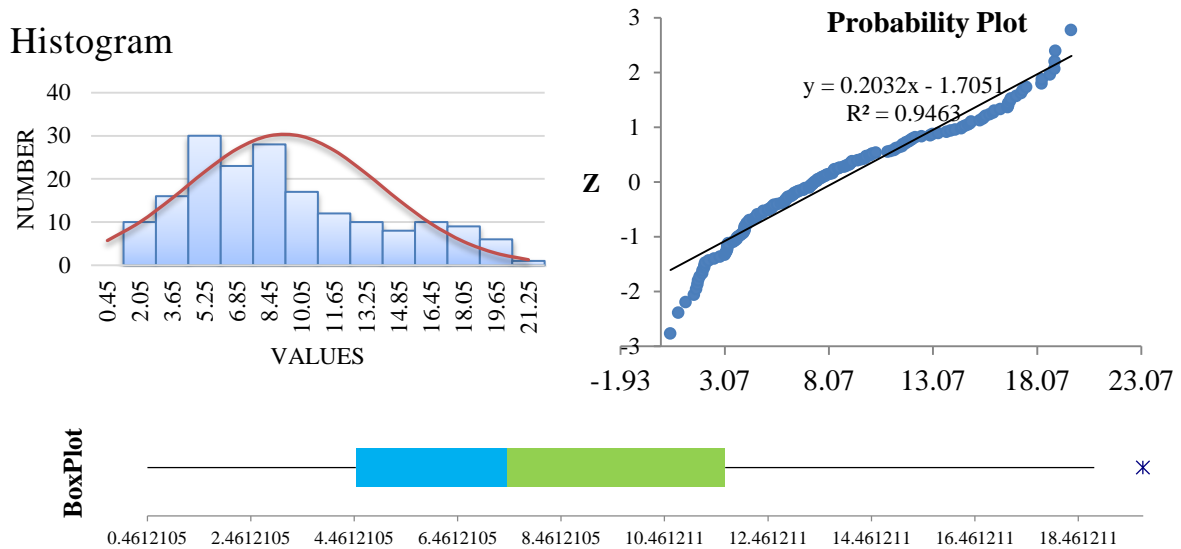 Histogram
40
30
20
10
0
NUMBER
0.45 2.05 3.65 5.25 6.85 8.45 10.05 11.65 13.25 14.85 16.45 18.05 19.65 21.25
VALUES
Probability Plot
y = 0.2032x - 1.7051
R² = 0.9463
3
2
1
0
-1
-2
-3
Z
-1.93 3.07 8.07 13.07 18.07 23.07
BoxPlot
0.4612105 2.4612105 4.4612105 6.4612105 8.4612105 10.461211 12.461211 14.461211 16.461211 18.461211